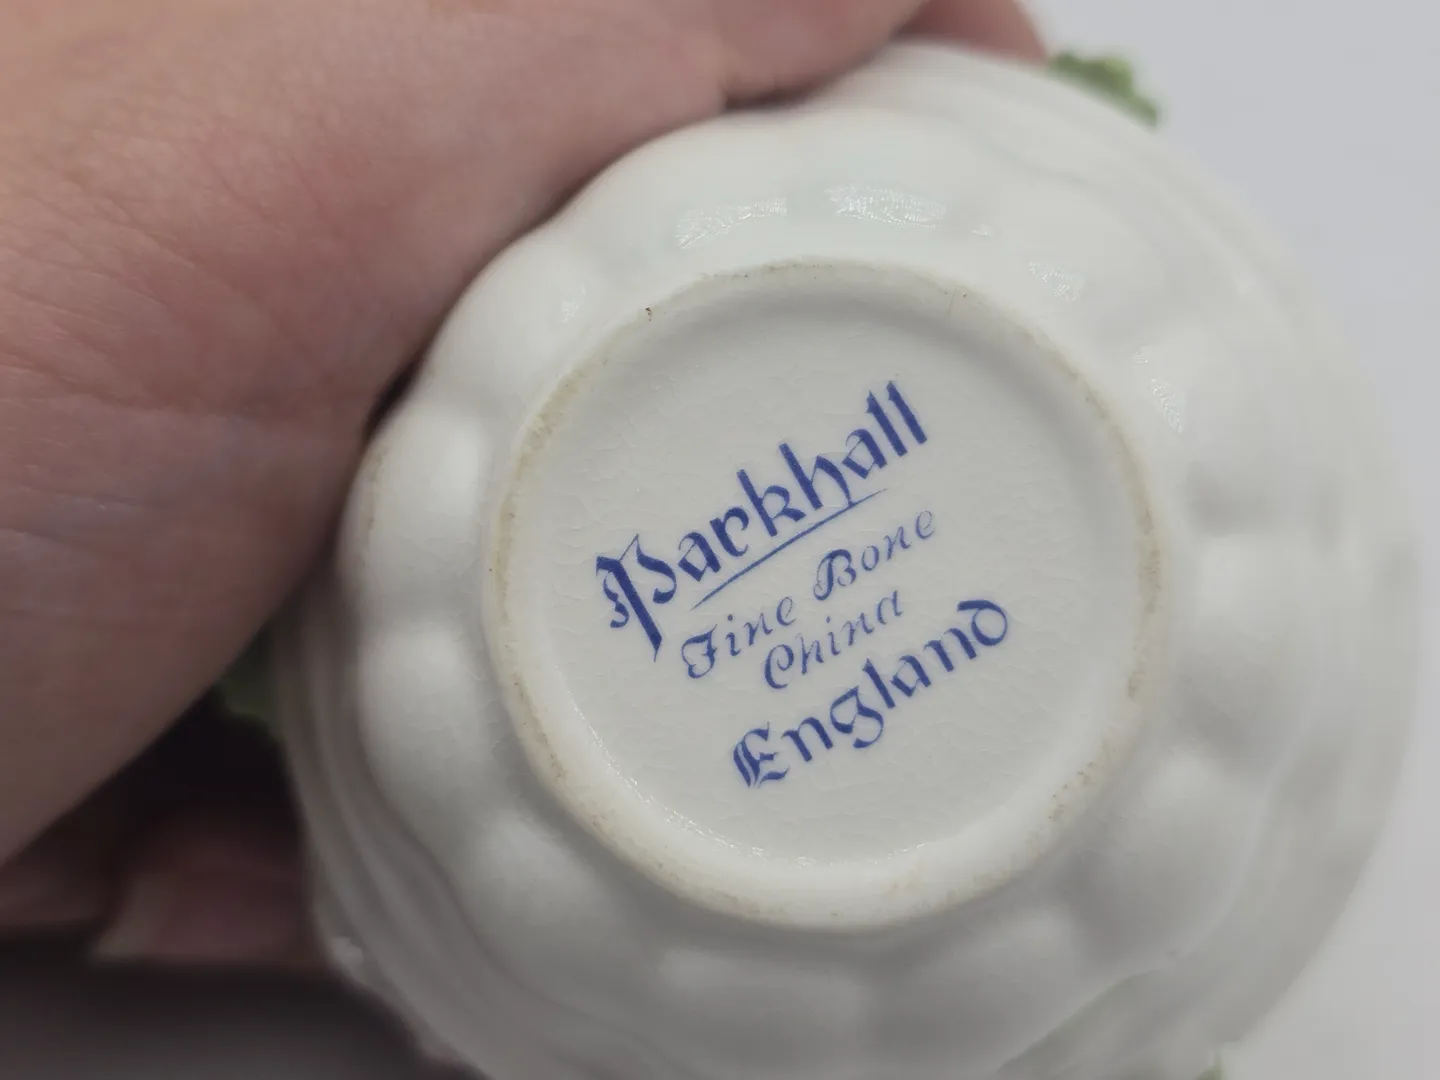 Parkhall
Fine Bone
China
England